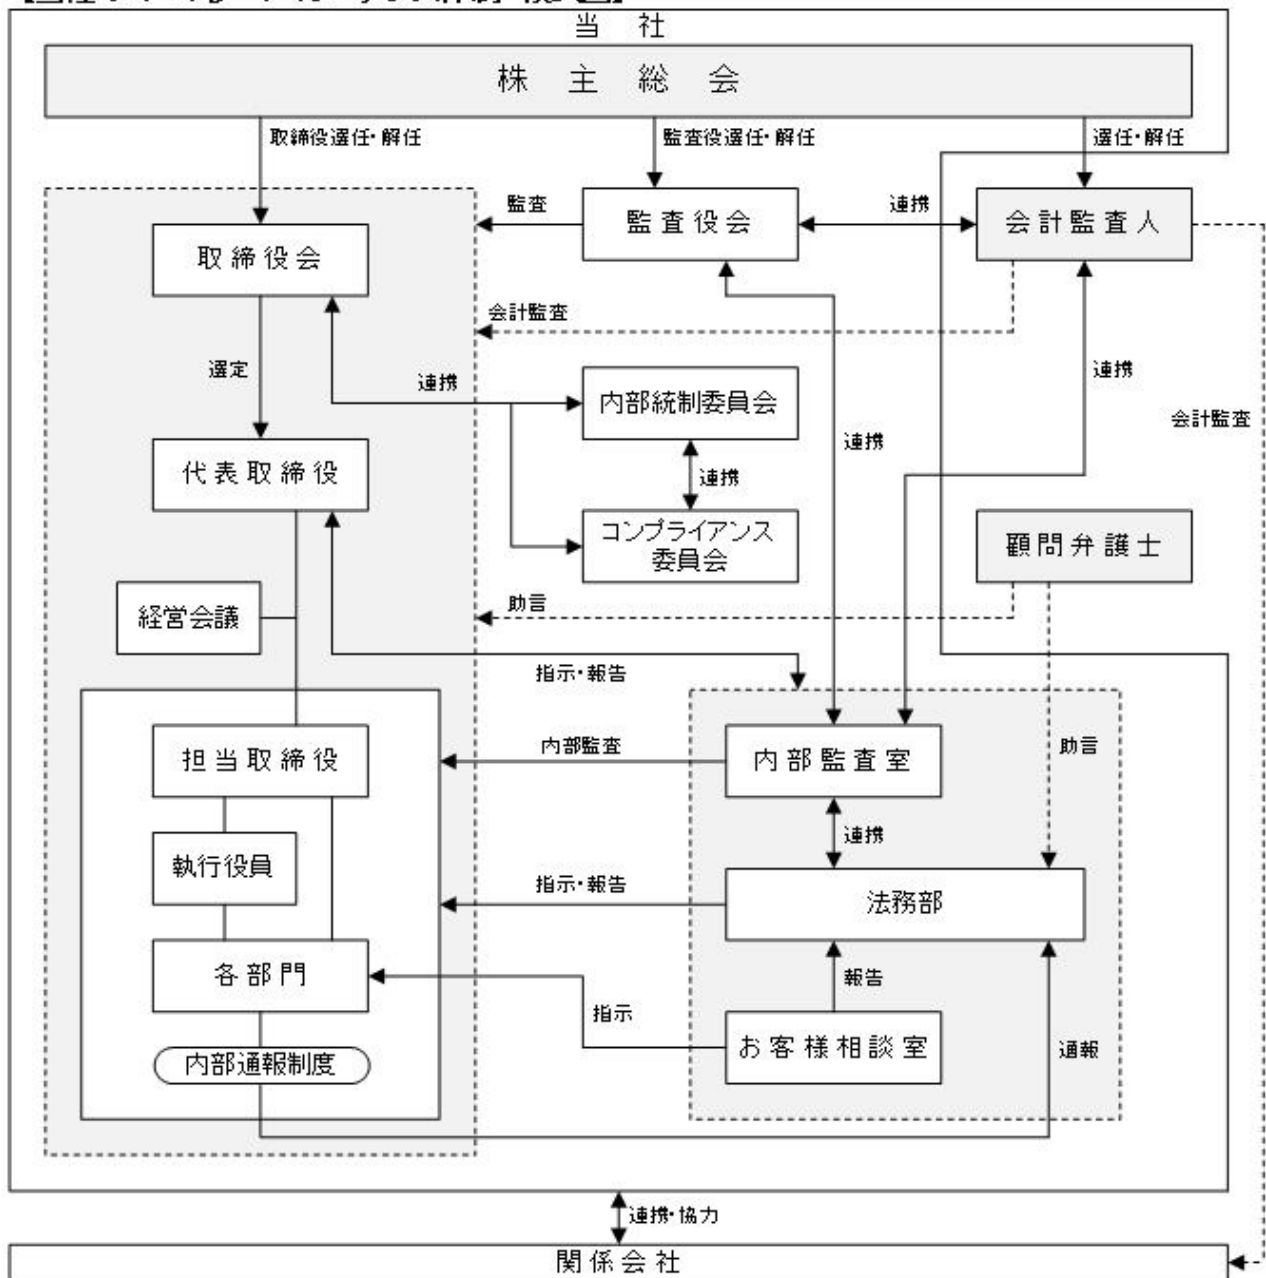 当 社
株 主 総 会
取締役選任・解任
監査役選任・解任
選任・解任
監査
監 査 役 会
連携
会 計 監 査 人
取 締 役 会
会計監査
選定
連携
内部統制委員会
連携
連携
会計監査
代 表 取 締 役
連携
コンプライアンス
委員会
顧 問 弁 護 士
経営会議
助言
指示・報告
担 当 取 締 役
内部監査
内 部 監 査 室
助言
連携
執行役員
指示・報告
法務部
各 部 門
報告
指示
お 客 様 相 談 室
通報
内部通報制度
連携・協力
関 係 会 社